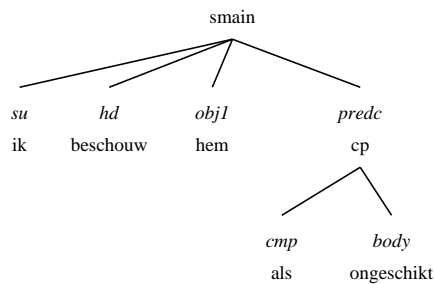 smain
su hd obj1 predc
ik beschouw hem cp
cmp body
als ongeschikt